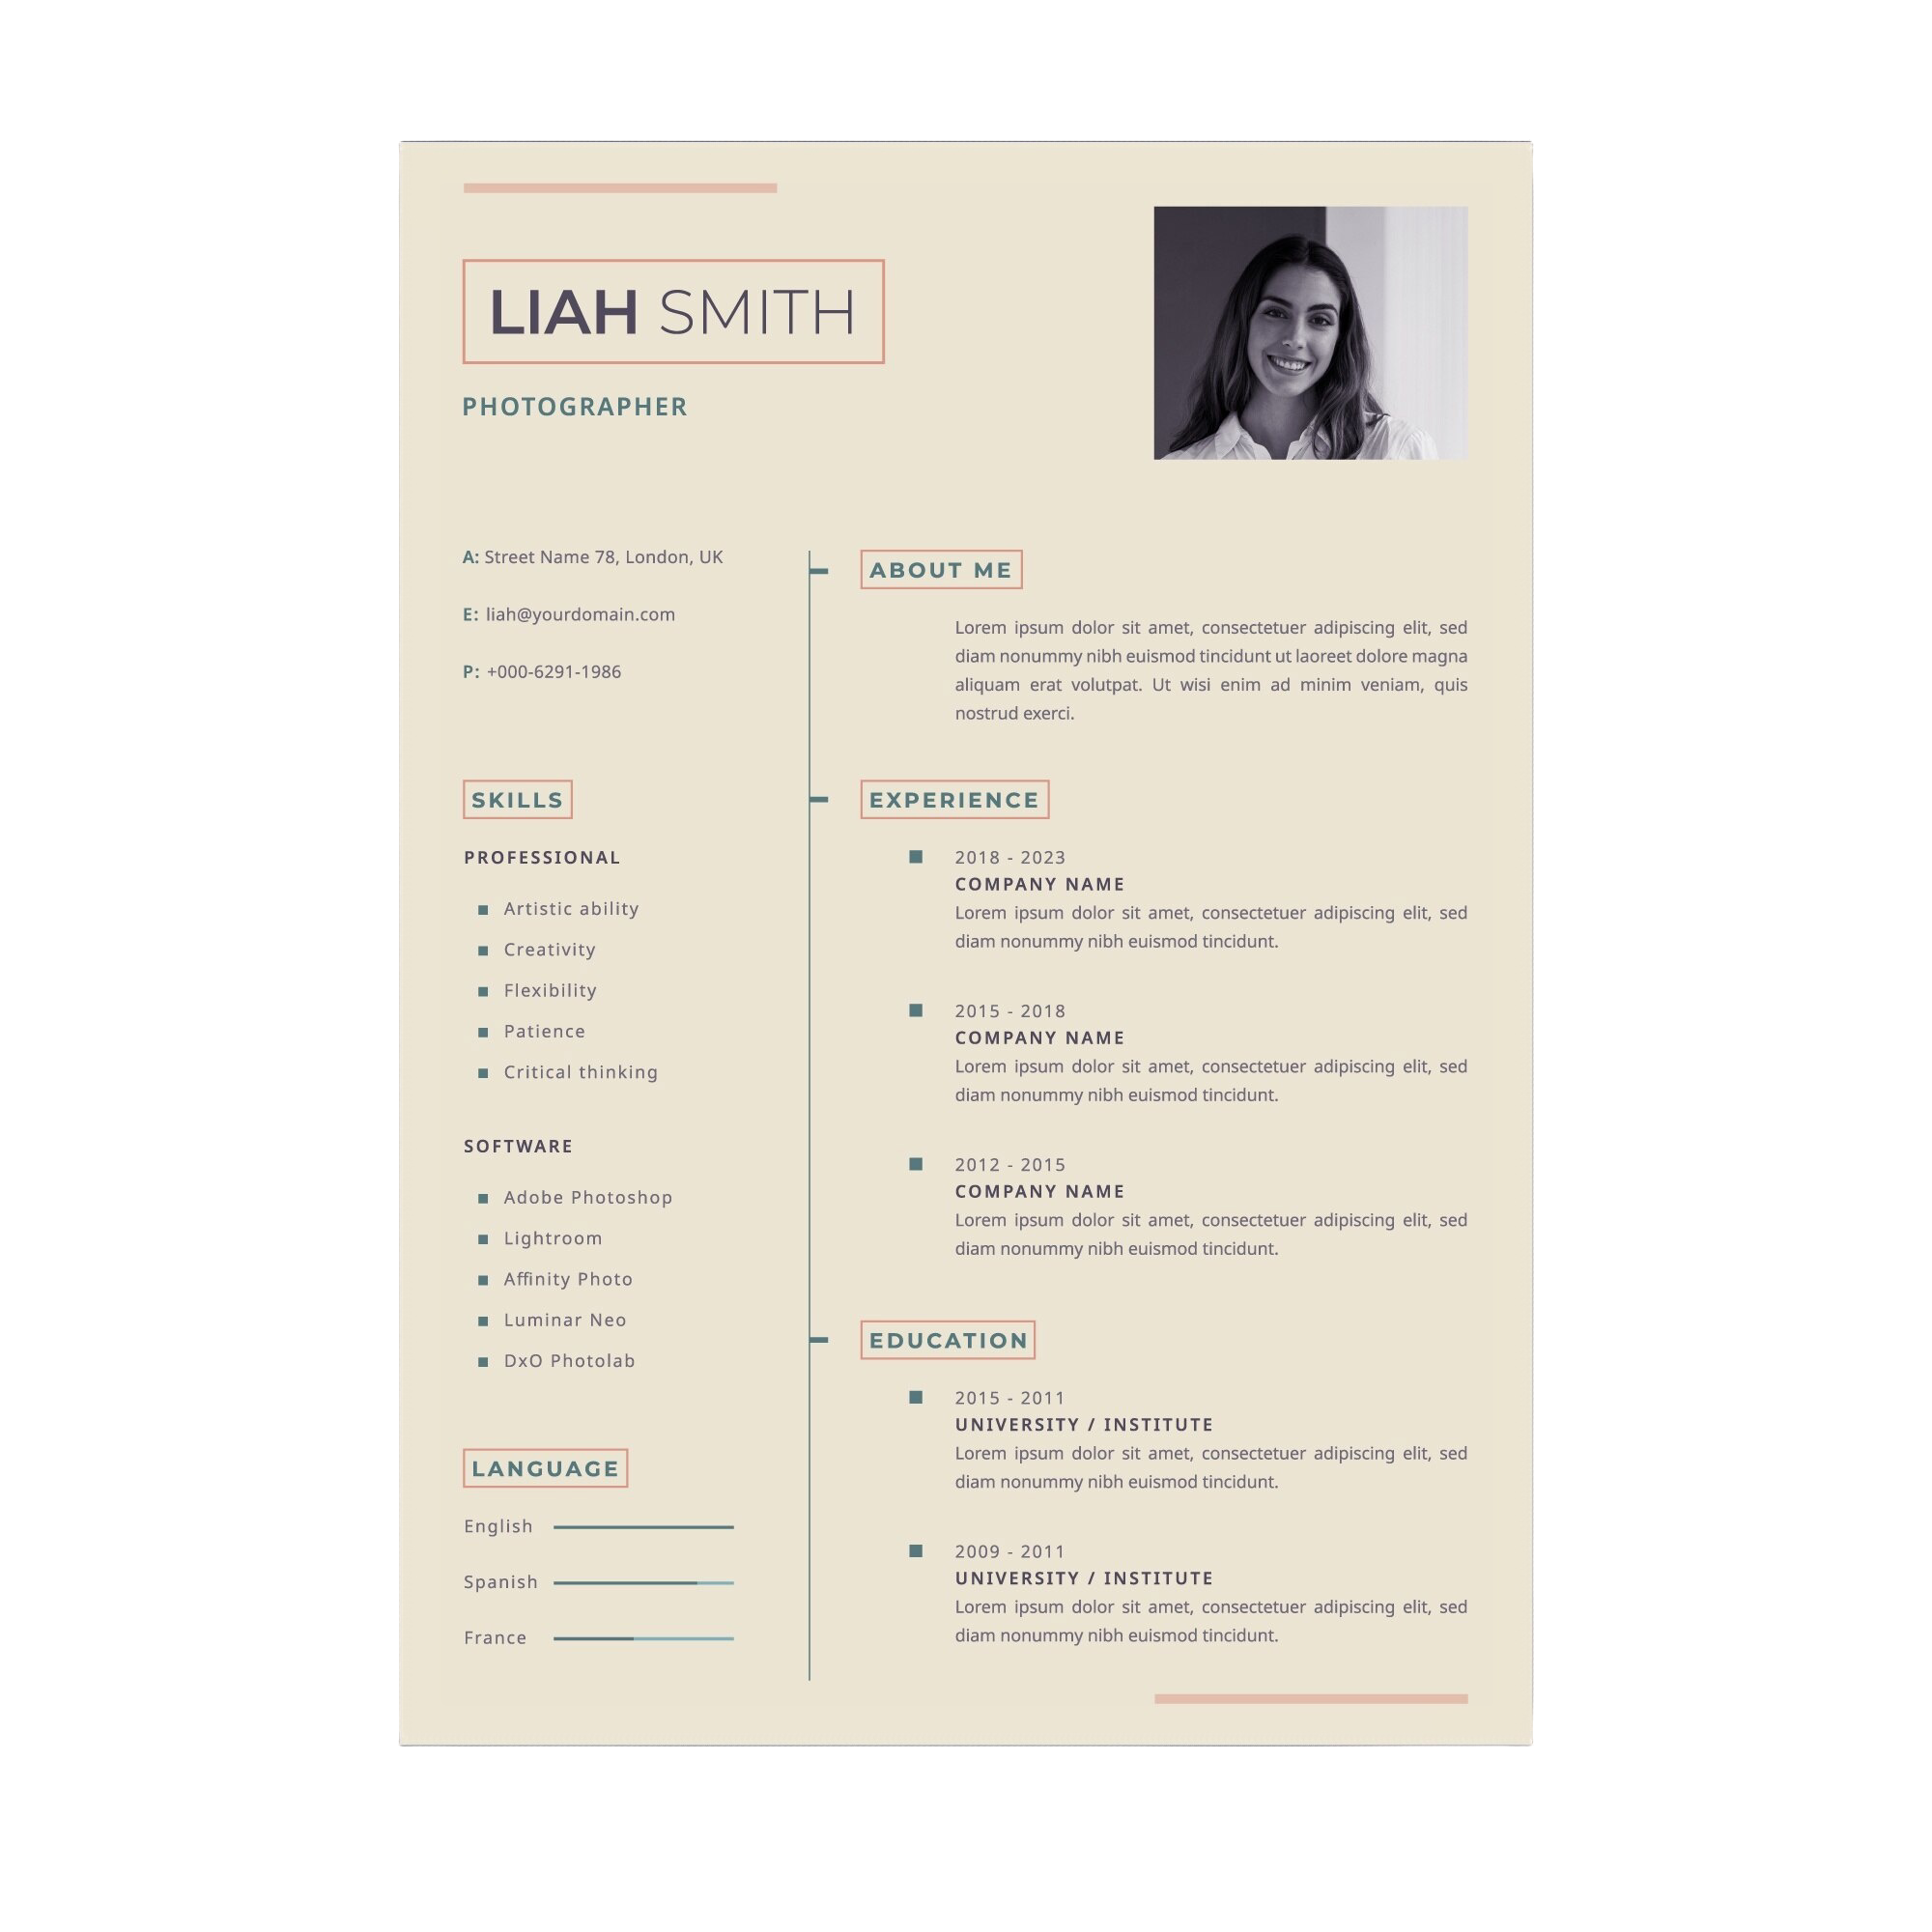 LIAH SMITH
PHOTOGRAPHER
A: Street Name 78, London, UK
E: liah@yourdomain.com
P: +000-6291-1986
SKILLS
PROFESSIONAL
Artistic ability
Creativity
Flexibility
Patience
Critical thinking
SOFTWARE
Adobe Photoshop
Lightroom
Affinity Photo
Luminar Neo
DxO Photolab
LANGUAGE
English
Spanish
France
ABOUT ME
Lorem ipsum dolor sit amet, consectetuer adipiscing elit, sed
diam nonummy nibh euismod tincidunt ut laoreet dolore magna
aliquam erat volutpat. Ut wisi enim ad minim veniam, quis
nostrud exerci.
EXPERIENCE
2018 - 2023
COMPANY NAME
Lorem ipsum dolor sit amet, consectetuer adipiscing elit, sed
diam nonummy nibh euismod tincidunt.
2015 - 2018
COMPANY NAME
Lorem ipsum dolor sit amet, consectetuer adipiscing elit, sed
diam nonummy nibh euismod tincidunt.
2012 - 2015
COMPANY NAME
Lorem ipsum dolor sit amet, consectetuer adipiscing elit, sed
diam nonummy nibh euismod tincidunt.
EDUCATION
2015 - 2011
UNIVERSITY / INSTITUTE
Lorem ipsum dolor sit amet, consectetuer adipiscing elit, sed
diam nonummy nibh euismod tincidunt.
2009 - 2011
UNIVERSITY / INSTITUTE
Lorem ipsum dolor sit amet, consectetuer adipiscing elit, sed
diam nonummy nibh euismod tincidunt.